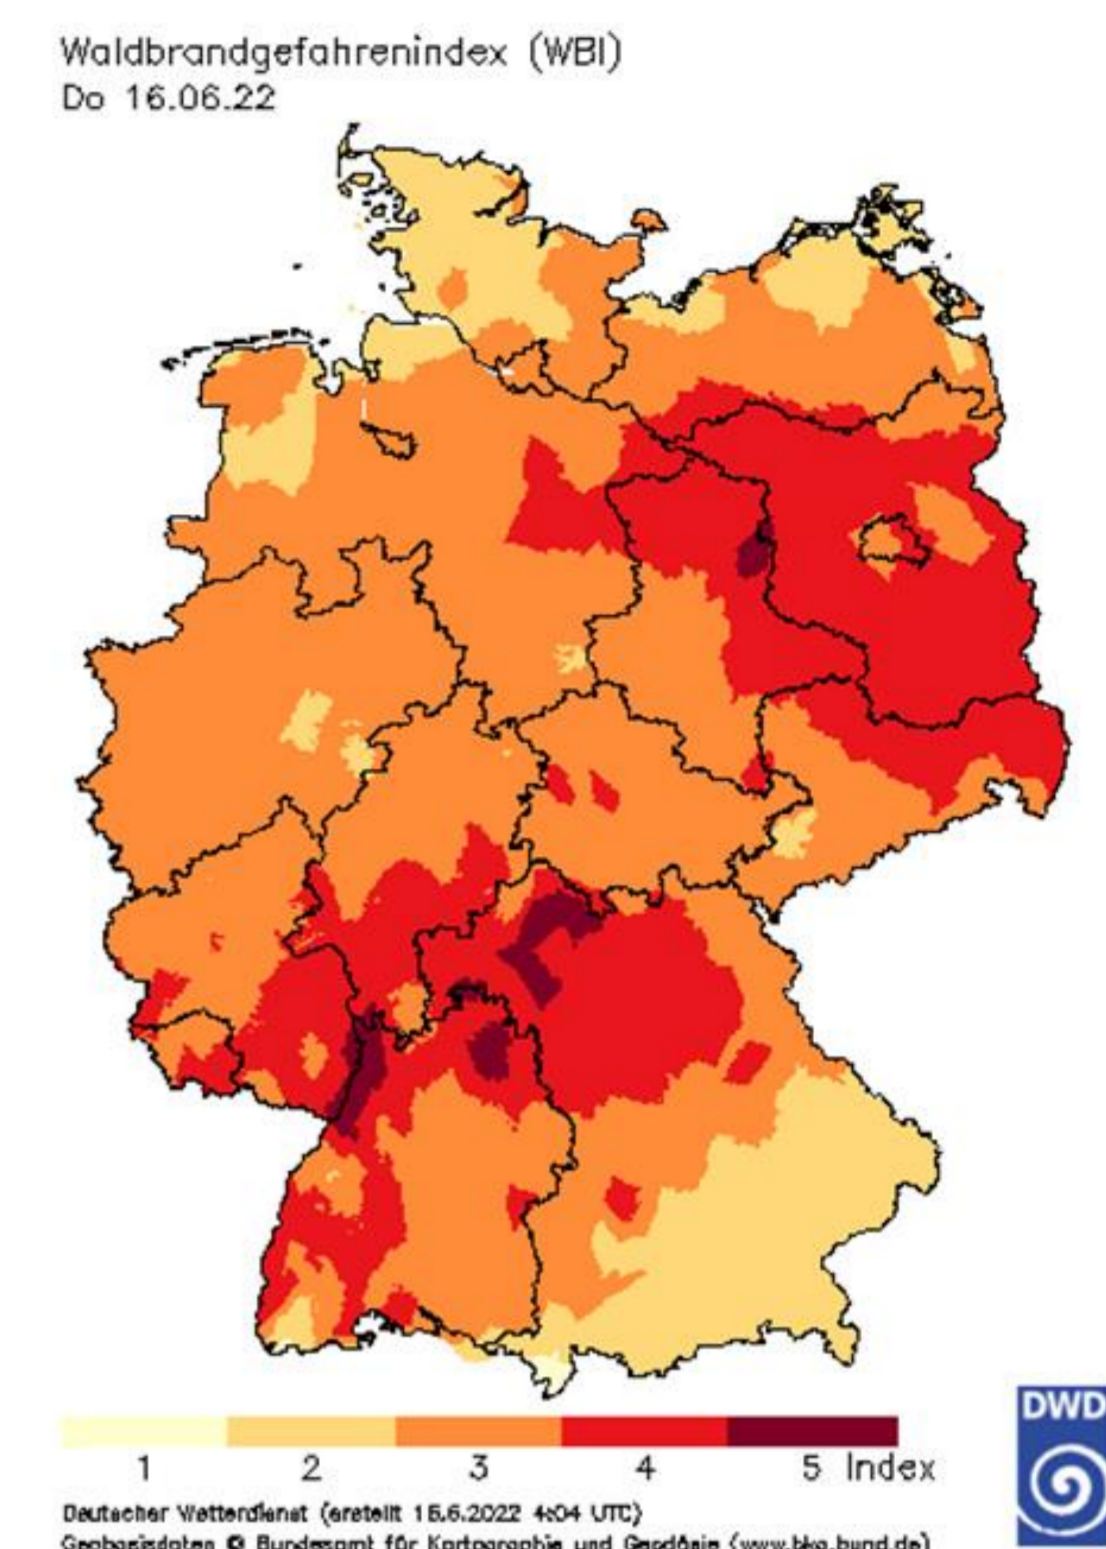 Waldbrandgefahrenindex (WBI)
Do 16.06.22
1 2 3 4 5 Index
DWD
Deutscher Wetterdienst (erstellt 15.6.2022 4:04 UTC)
Geobasisdaten © Bundesamt für Kartographie und Geodäsie (www.bkg.bund.de)